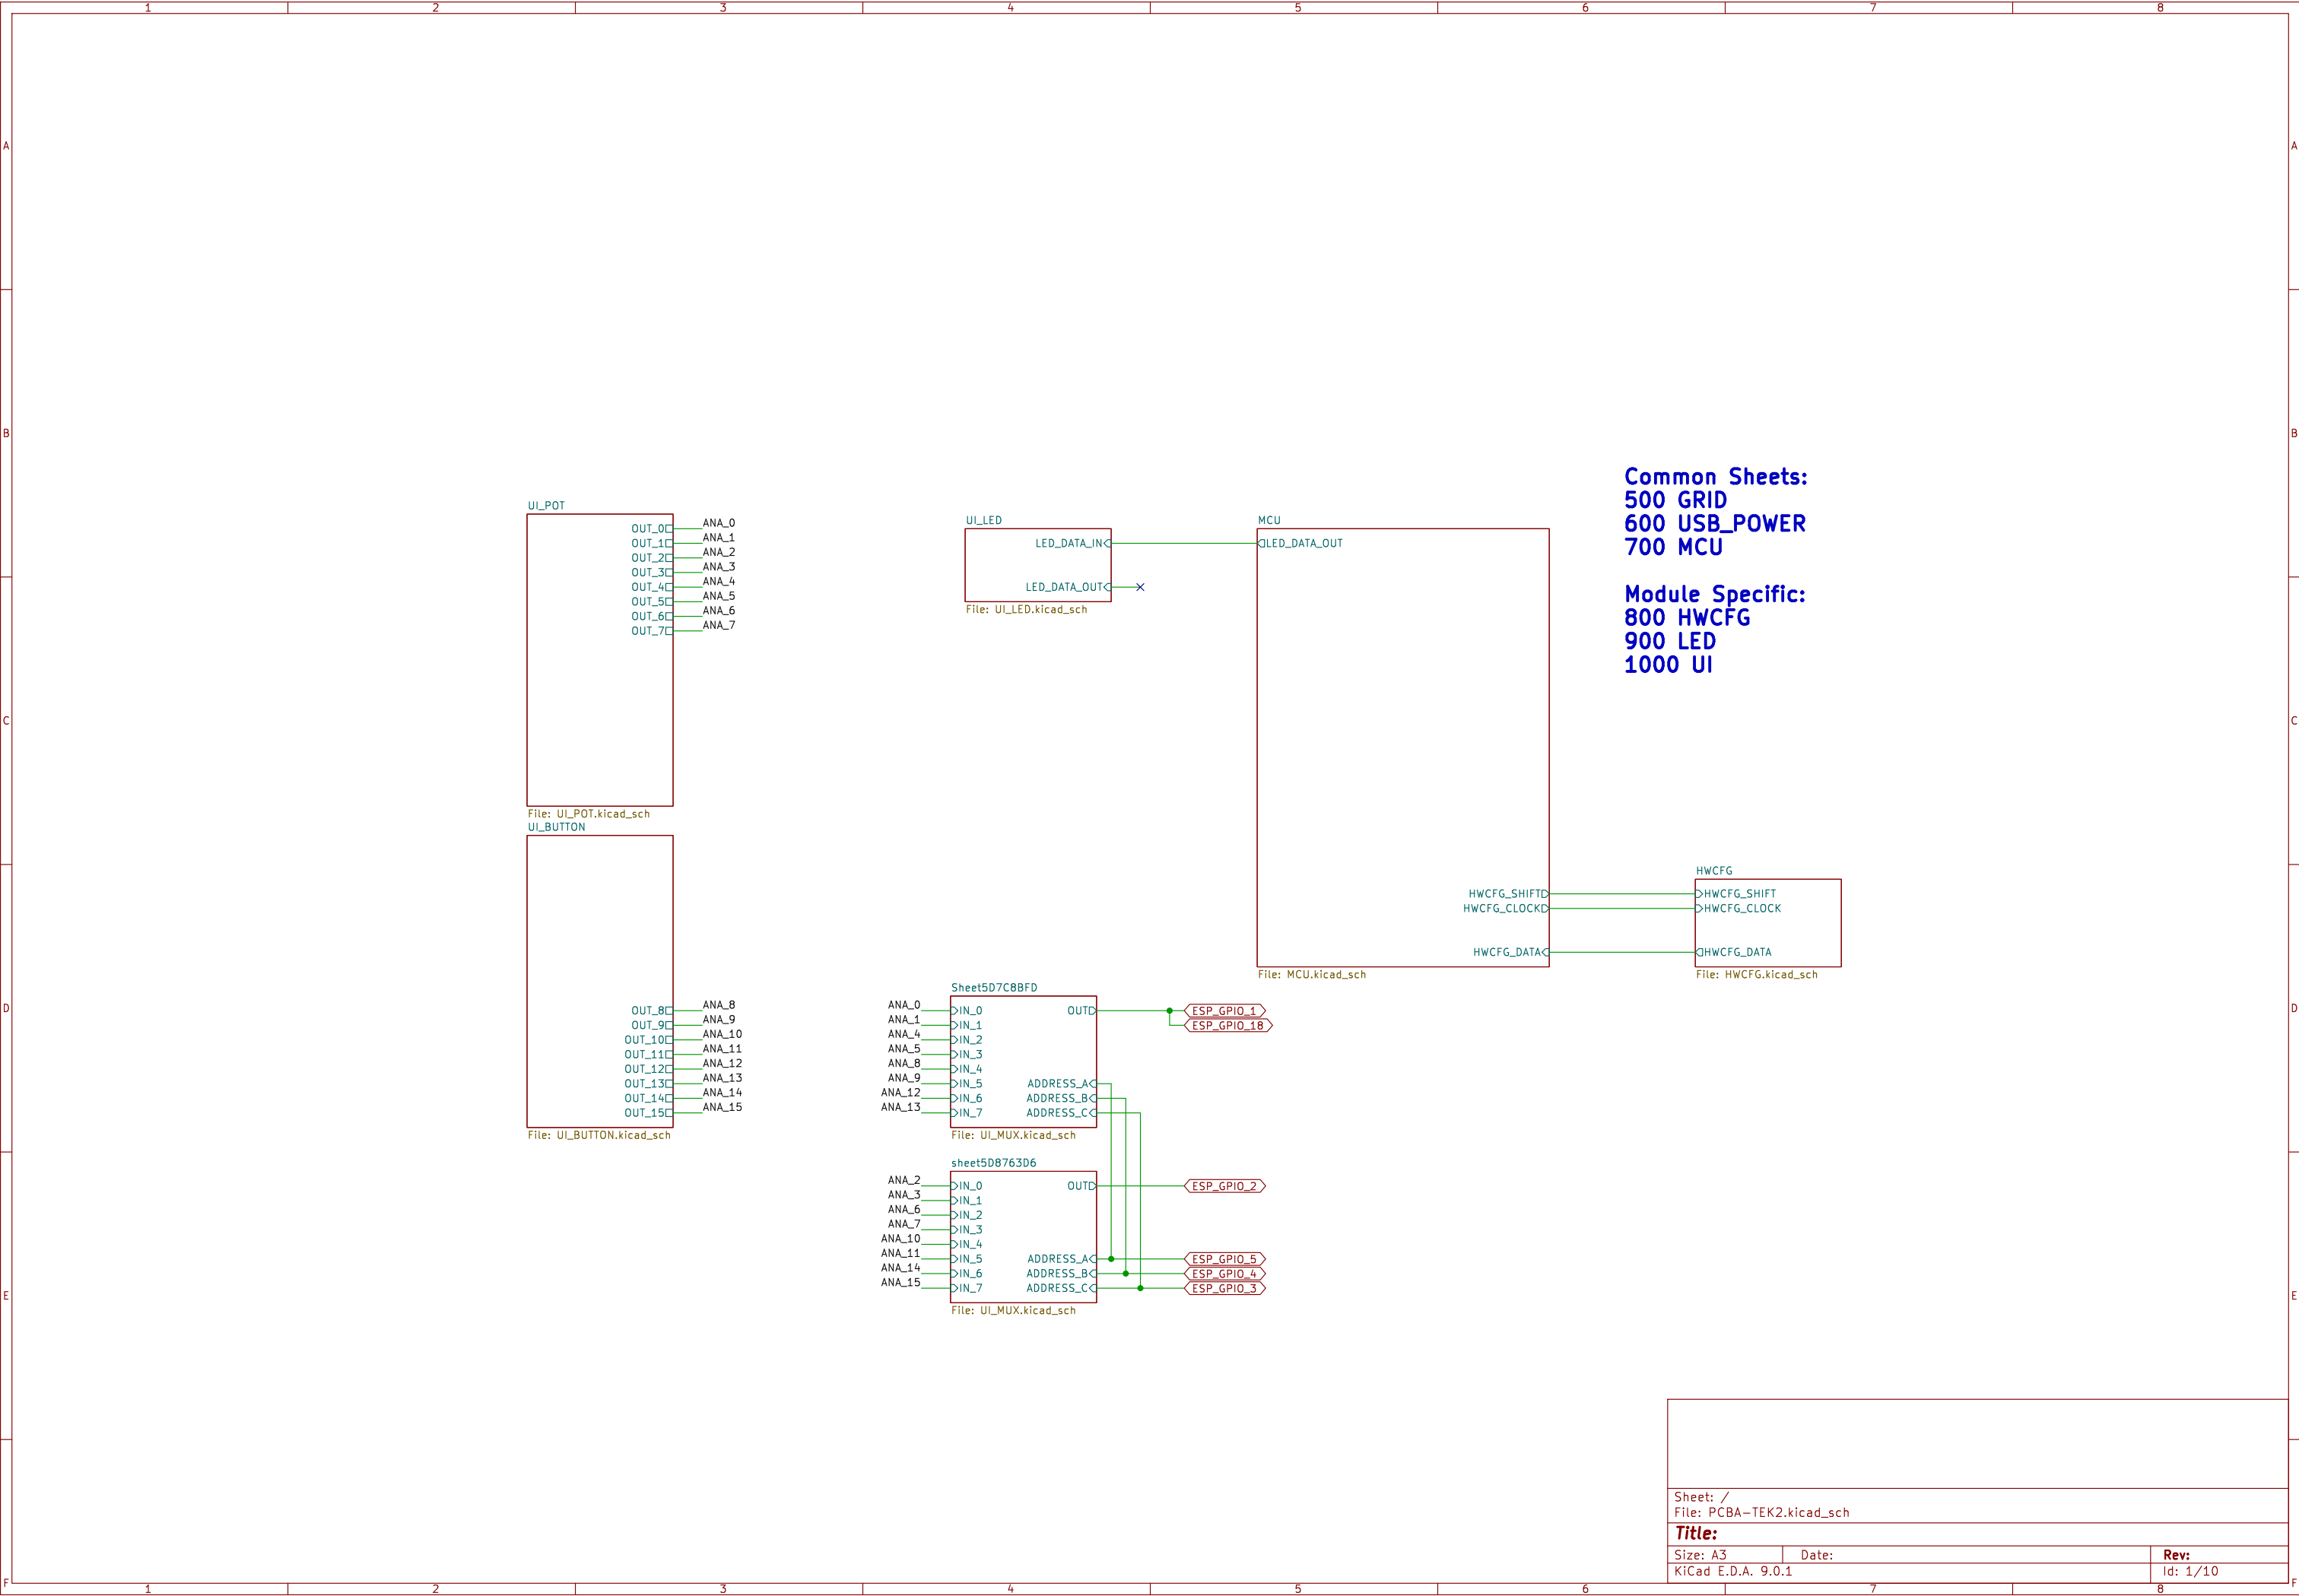 1 2 3 4 5 6 7 8
A A
B B
Common Sheets:
500 GRID
600 USB_POWER
700 MCU
Module Specific:
800 HWCFG
900 LED
1000 UI
UI_POT
OUT_0 ANA_0
OUT_1 ANA_1
OUT_2 ANA_2
OUT_3 ANA_3
OUT_4 ANA_4
OUT_5 ANA_5
OUT_6 ANA_6
OUT_7 ANA_7
File: UI_POT.kicad_sch
UI_LED
LED_DATA_IN
LED_DATA_OUT
File: UI_LED.kicad_sch
MCU
LED_DATA_OUT
HWCFG_SHIFT
HWCFG_CLOCK
HWCFG_DATA
File: MCU.kicad_sch
HWCFG
HWCFG_SHIFT
HWCFG_CLOCK
HWCFG_DATA
File: HWCFG.kicad_sch
C C
UI_BUTTON
OUT_8 ANA_8
OUT_9 ANA_9
OUT_10 ANA_10
OUT_11 ANA_11
OUT_12 ANA_12
OUT_13 ANA_13
OUT_14 ANA_14
OUT_15 ANA_15
File: UI_BUTTON.kicad_sch
D D
Sheet5D7C8BFD
ANA_0 IN_0 OUT ESP_GPIO_1
ANA_1 IN_1 ESP_GPIO_18
ANA_4 IN_2
ANA_5 IN_3
ANA_8 IN_4
ANA_9 IN_5 ADDRESS_A
ANA_12 IN_6 ADDRESS_B
ANA_13 IN_7 ADDRESS_C
File: UI_MUX.kicad_sch
sheet5D8763D6
ANA_2 IN_0 OUT ESP_GPIO_2
ANA_3 IN_1
ANA_6 IN_2
ANA_7 IN_3
ANA_10 IN_4
ANA_11 IN_5 ADDRESS_A ESP_GPIO_5
ANA_14 IN_6 ADDRESS_B ESP_GPIO_4
ANA_15 IN_7 ADDRESS_C ESP_GPIO_3
File: UI_MUX.kicad_sch
E E
Sheet: /
File: PCBA-TEK2.kicad_sch
Title:
Size: A3 Date: Rev:
KiCad E.D.A. 9.0.1 Id: 1/10
F F
1 2 3 4 5 6 7 8